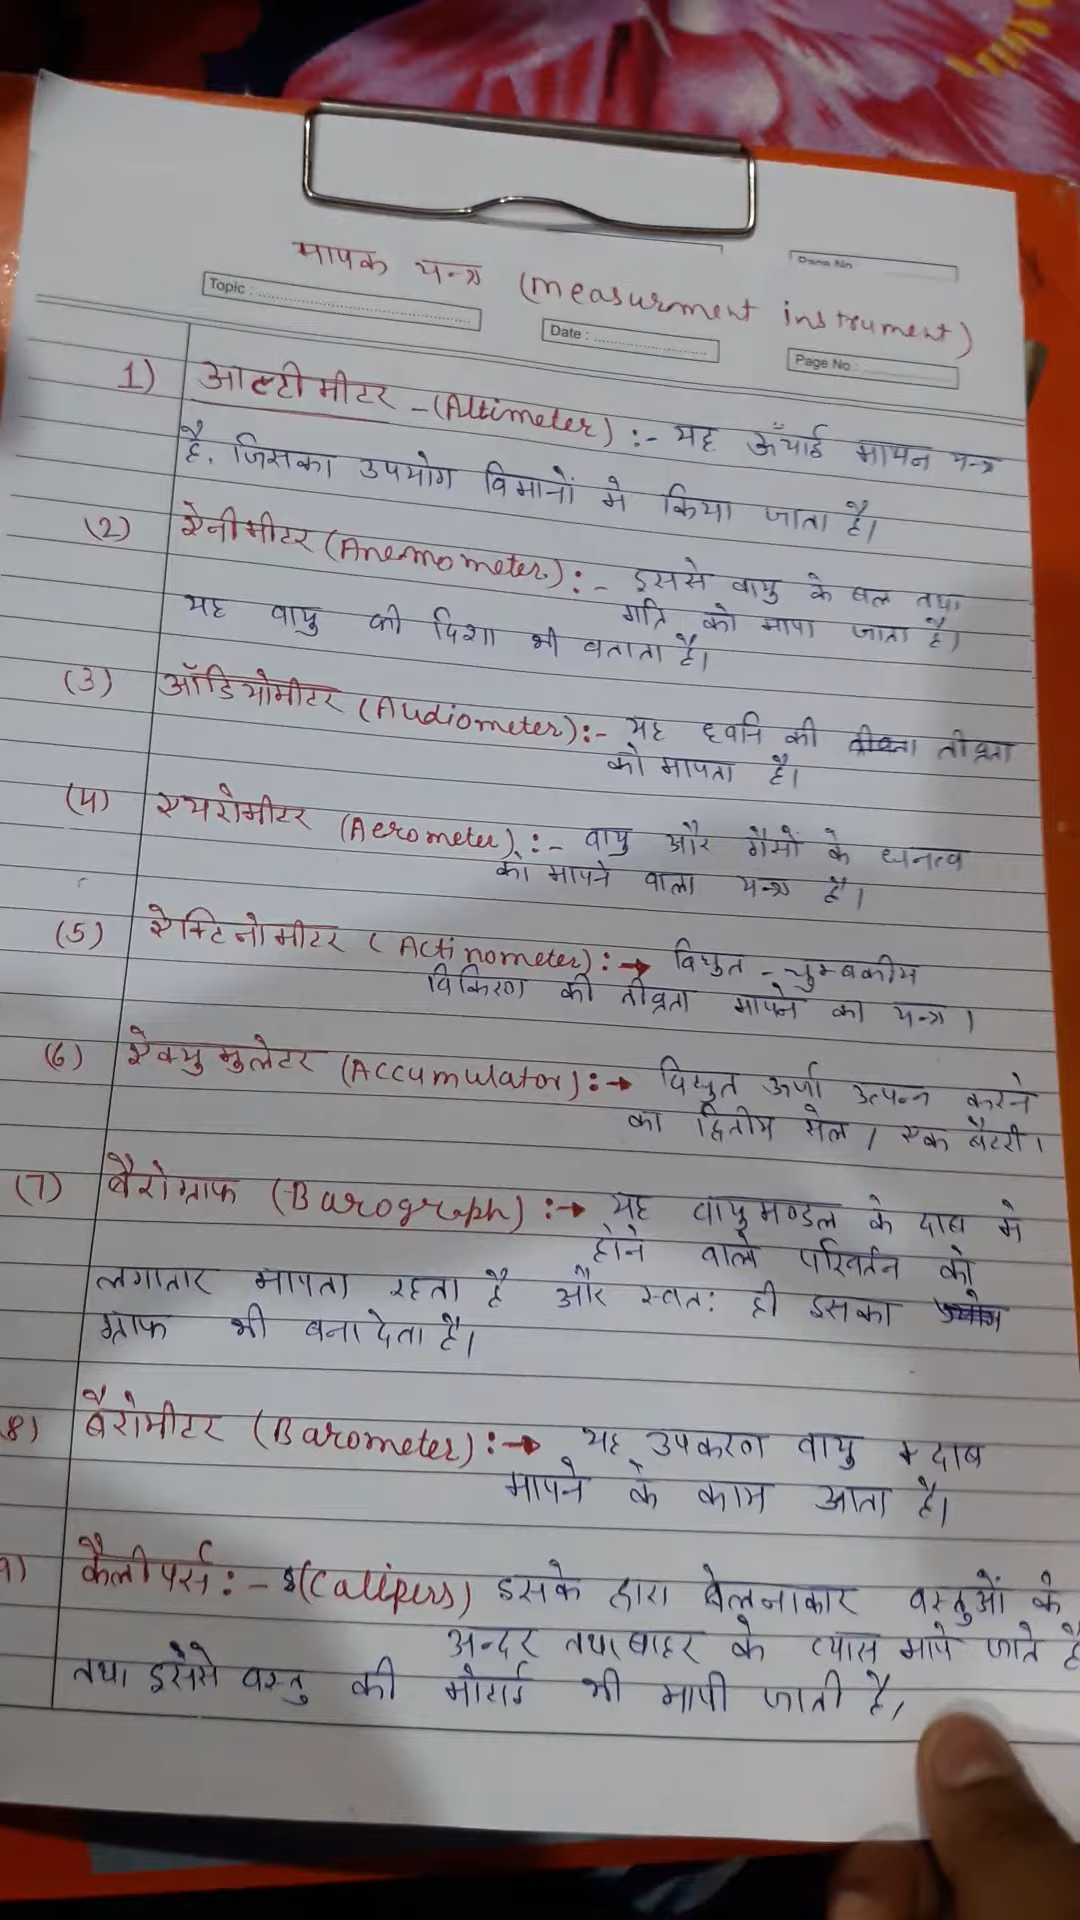 मापक यन्त्र (measurment instrument)
Topic :
Date :
Page No.
1) आल्टीमीटर - (Altimeter) :- यह ऊँचाई मापन यन्त्र
है, जिसका उपयोग विमानों मे किया जाता है।
(2) ऐनीमीटर (Anemometer) :- इससे वायु के बल तथा
गति को मापा जाता है।
यह वायु की दिशा भी बताता है।
(3) ऑडियोमीटर (Audiometer):- यह ध्वनि की तीव्रता
को मापता है।
(4) एयरोमीटर (Aerometer) :- वायु और गैसों के घनत्व
को मापने वाला यन्त्र है।
(5) ऐक्टिनोमीटर (Actinometer) :→ विधुत - चुम्बकीय
विकिरण की तीव्रता मापने का यन्त्र ।
(6) ऐक्युमुलेटर (Accumulator) :→ विधुत ऊर्जा उत्पन्न करने
का द्वितीय सेल / एक बैटरी।
(7) बैरोग्राफ (Barograph) :→ यह वायुमण्डल के दाब मे
होने वाले परिवर्तन को
लगातार मापता रहता है और स्वतः ही इसका
ग्राफ भी बना देता है।
8) बैरोमीटर (Barometer) :→ यह उपकरण वायु दाब
मापने के काम आता है।
9) कैलीपर्स :- (Calipers) इसके द्वारा बेलनाकार वस्तुओं के
अन्दर तथा बाहर के व्यास मापे जाते है
तथा इससे वस्तु की मोटाई भी मापी जाती है,